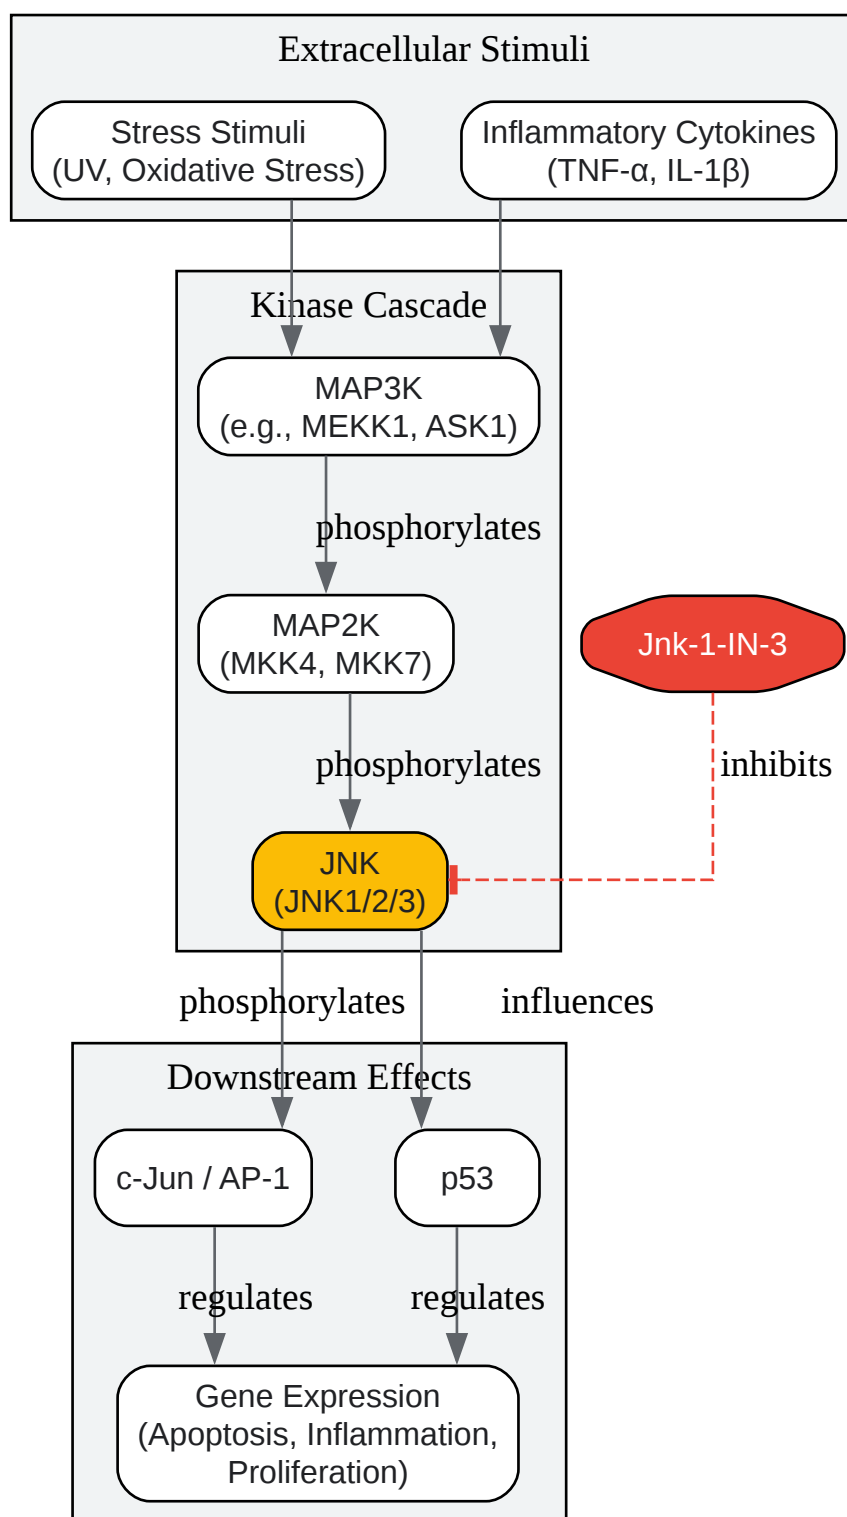 Extracellular Stimuli
Stress Stimuli
(UV, Oxidative Stress)
Inflammatory Cytokines
(TNF-α, IL-1β)
Kinase Cascade
MAP3K
(e.g., MEKK1, ASK1)
phosphorylates
MAP2K
(MKK4, MKK7)
Jnk-1-IN-3
phosphorylates
inhibits
JNK
(JNK1/2/3)
phosphorylates
influences
Downstream Effects
c-Jun / AP-1
p53
regulates
regulates
Gene Expression
(Apoptosis, Inflammation,
Proliferation)